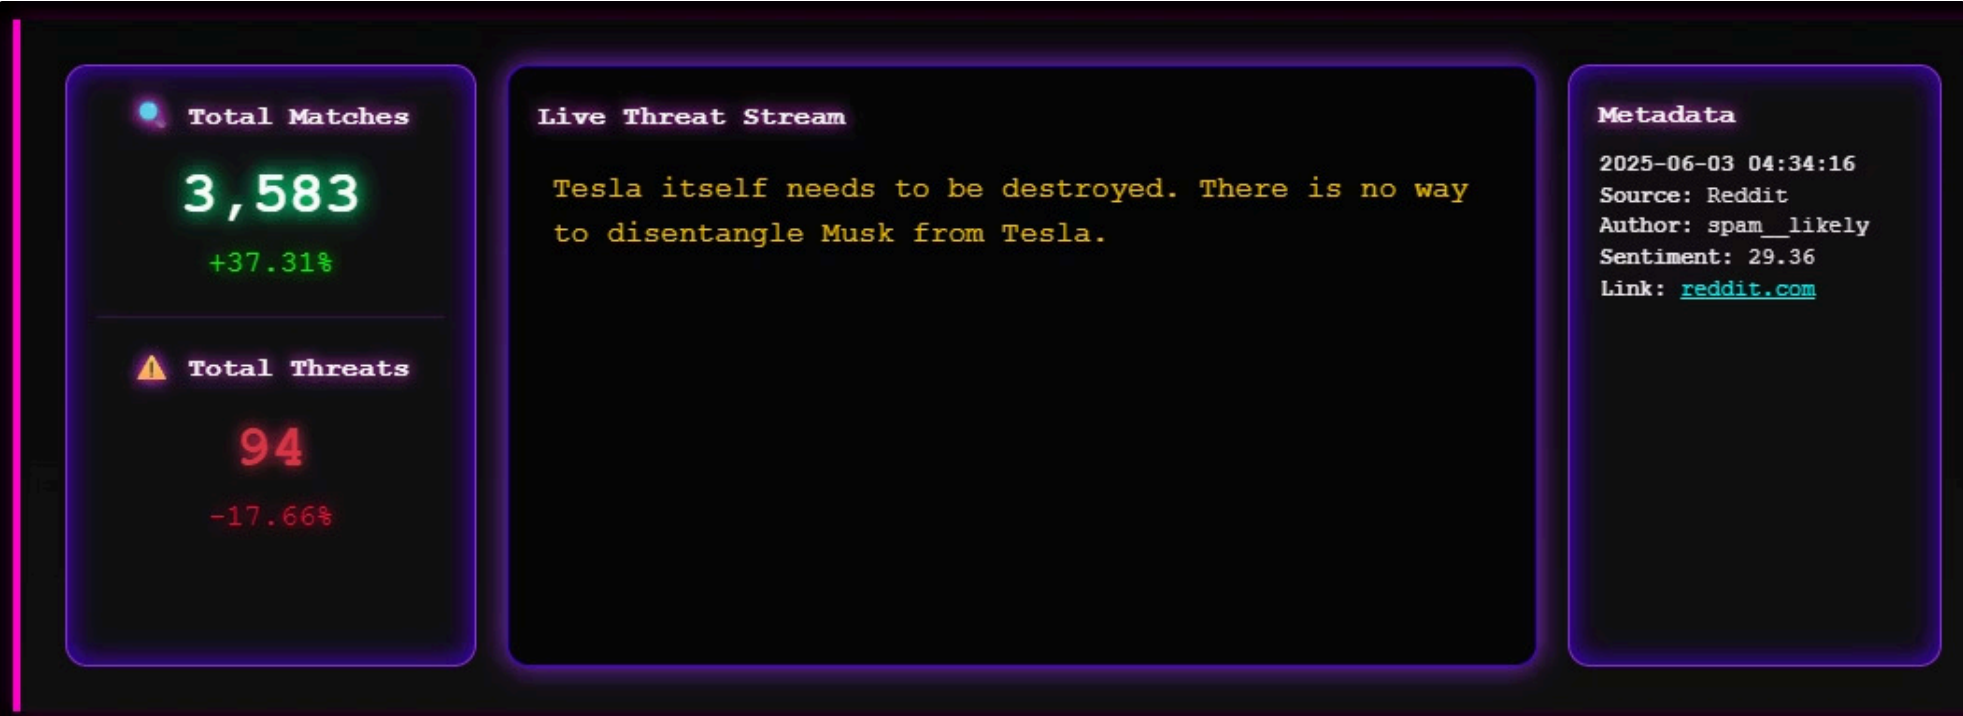 Total Matches
3,583
+37.31%
Total Threats
94
-17.66%
Live Threat Stream
Tesla itself needs to be destroyed. There is no way
to disentangle Musk from Tesla.
Metadata
2025-06-03 04:34:16
Source: Reddit
Author: spam__likely
Sentiment: 29.36
Link: reddit.com